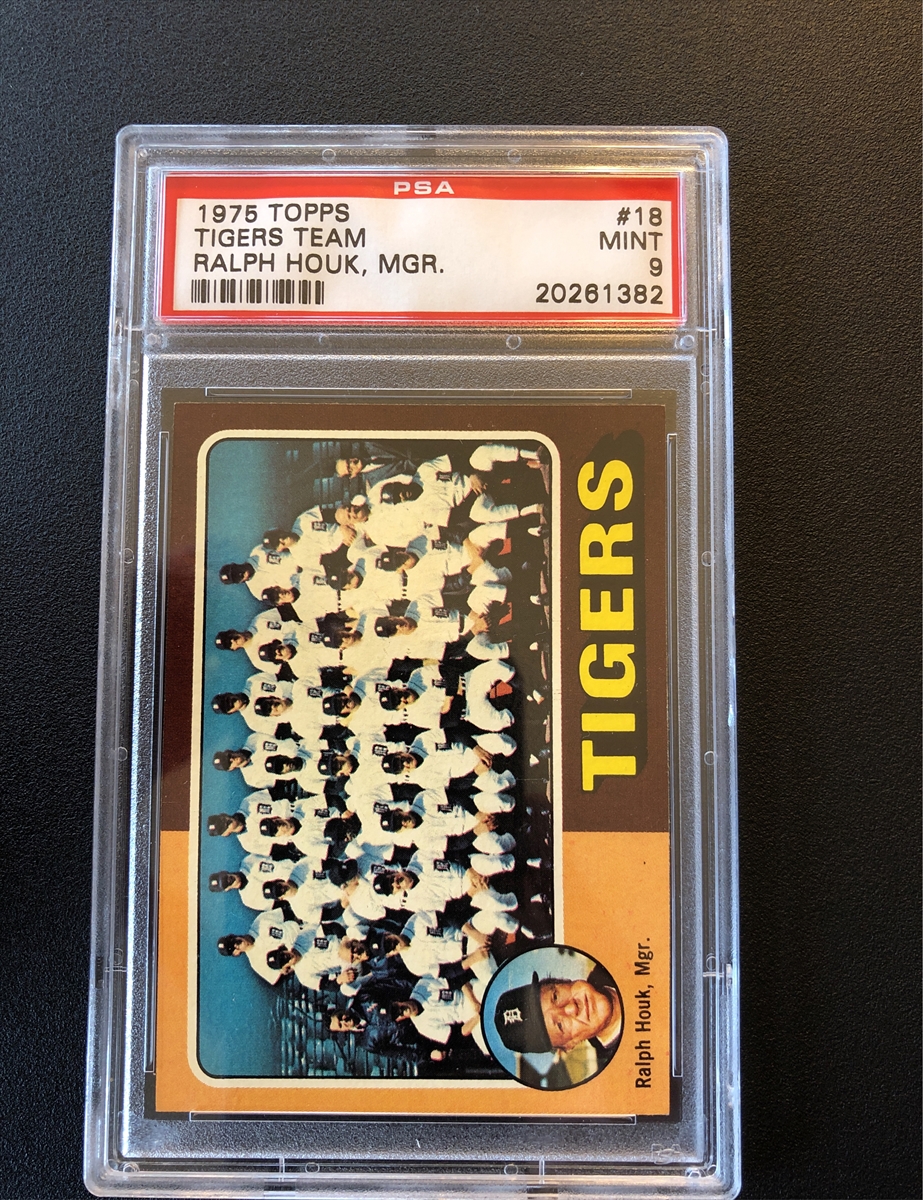 PSA
1975 TOPPS #18
TIGERS TEAM MINT
RALPH HOUK, MGR. 9
20261382
TIGERS
Ralph Houk, Mgr.